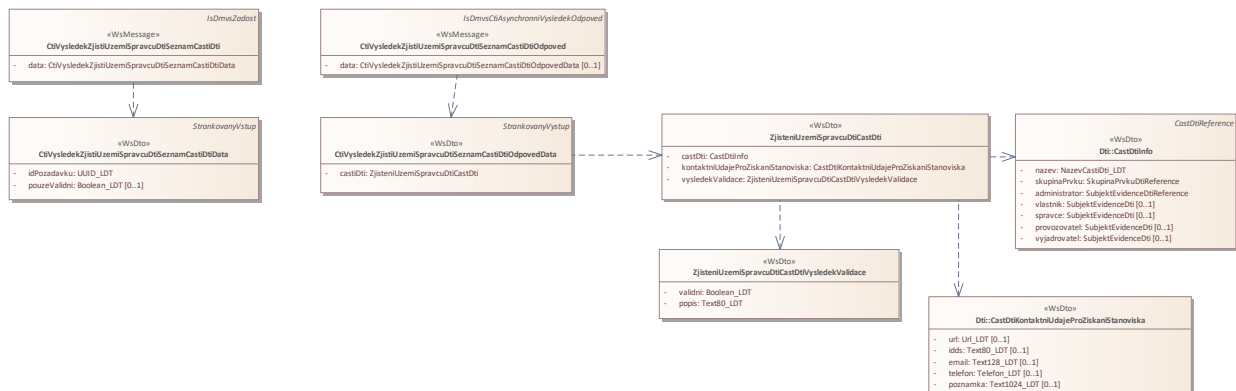 IsDmvsZadost
«WsMessage»
CtiVysledekZjistiUzemiSpravcuDtiSeznamCastiDti
- data: CtiVysledekZjistiUzemiSpravcuDtiSeznamCastiDtiData
IsDmvsCtiAsynchronniVysledekOdpoved
«WsMessage»
CtiVysledekZjistiUzemiSpravcuDtiSeznamCastiDtiOdpoved
- data: CtiVysledekZjistiUzemiSpravcuDtiSeznamCastiDtiOdpovedData [0..1]
StrankovanyVstup
«WsDto»
CtiVysledekZjistiUzemiSpravcuDtiSeznamCastiDtiData
- idPozadavku: UUID_LDT
- pouzeValidni: Boolean_LDT [0..1]
StrankovanyVystup
«WsDto»
CtiVysledekZjistiUzemiSpravcuDtiSeznamCastiDtiOdpovedData
- castiDti: ZjisteniUzemiSpravcuDtiCastDti
«WsDto»
ZjisteniUzemiSpravcuDtiCastDti
- castDti: CastDtiInfo
- kontaktniUdajeProZiskaniStanoviska: CastDtiKontaktniUdajeProZiskaniStanoviska
- vysledekValidace: ZjisteniUzemiSpravcuDtiCastDtiVysledekValidace
CastDtiReference
«WsDto»
Dti::CastDtiInfo
- nazev: NazevCastiDti_LDT
- skupinaPrvku: SkupinaPrvkuDtiReference
- administrator: SubjektEvidenceDtiReference
- vlastnik: SubjektEvidenceDti [0..1]
- spravce: SubjektEvidenceDti [0..1]
- provozovatel: SubjektEvidenceDti [0..1]
- vyjadrovatel: SubjektEvidenceDti [0..1]
«WsDto»
ZjisteniUzemiSpravcuDtiCastDtiVysledekValidace
- validni: Boolean_LDT
- popis: Text80_LDT
«WsDto»
Dti::CastDtiKontaktniUdajeProZiskaniStanoviska
- url: Url_LDT [0..1]
- idds: Text80_LDT [0..1]
- email: Text128_LDT [0..1]
- telefon: Telefon_LDT [0..1]
- poznamka: Text1024_LDT [0..1]